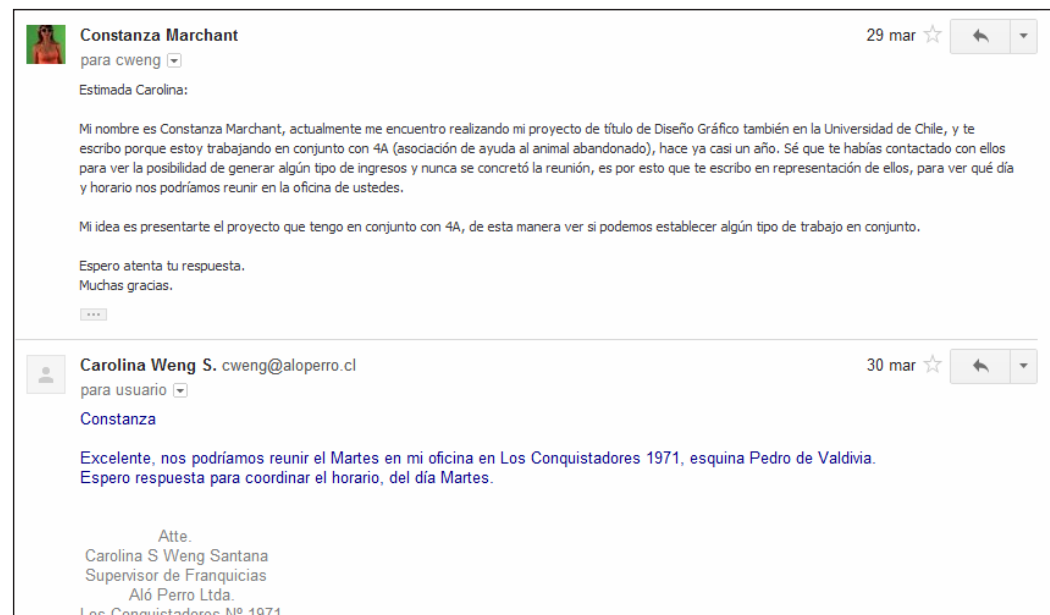 Constanza Marchant
29 mar
para cweng
Estimada Carolina:
Mi nombre es Constanza Marchant, actualmente me encuentro realizando mi proyecto de título de Diseño Gráfico también en la Universidad de Chile, y te
escribo porque estoy trabajando en conjunto con 4A (asociación de ayuda al animal abandonado), hace ya casi un año. Sé que te habías contactado con ellos
para ver la posibilidad de generar algún tipo de ingresos y nunca se concretó la reunión, es por esto que te escribo en representación de ellos, para ver qué día
y horario nos podríamos reunir en la oficina de ustedes.
Mi idea es presentarte el proyecto que tengo en conjunto con 4A, de esta manera ver si podemos establecer algún tipo de trabajo en conjunto.
Espero atenta tu respuesta.
Muchas gracias.
Carolina Weng S. cweng@aloperro.cl
30 mar
para usuario
Constanza
Excelente, nos podríamos reunir el Martes en mi oficina en Los Conquistadores 1971, esquina Pedro de Valdivia.
Espero respuesta para coordinar el horario, del día Martes.
Atte.
Carolina S Weng Santana
Supervisor de Franquicias
Aló Perro Ltda.
Los Conquistadores Nº 1971